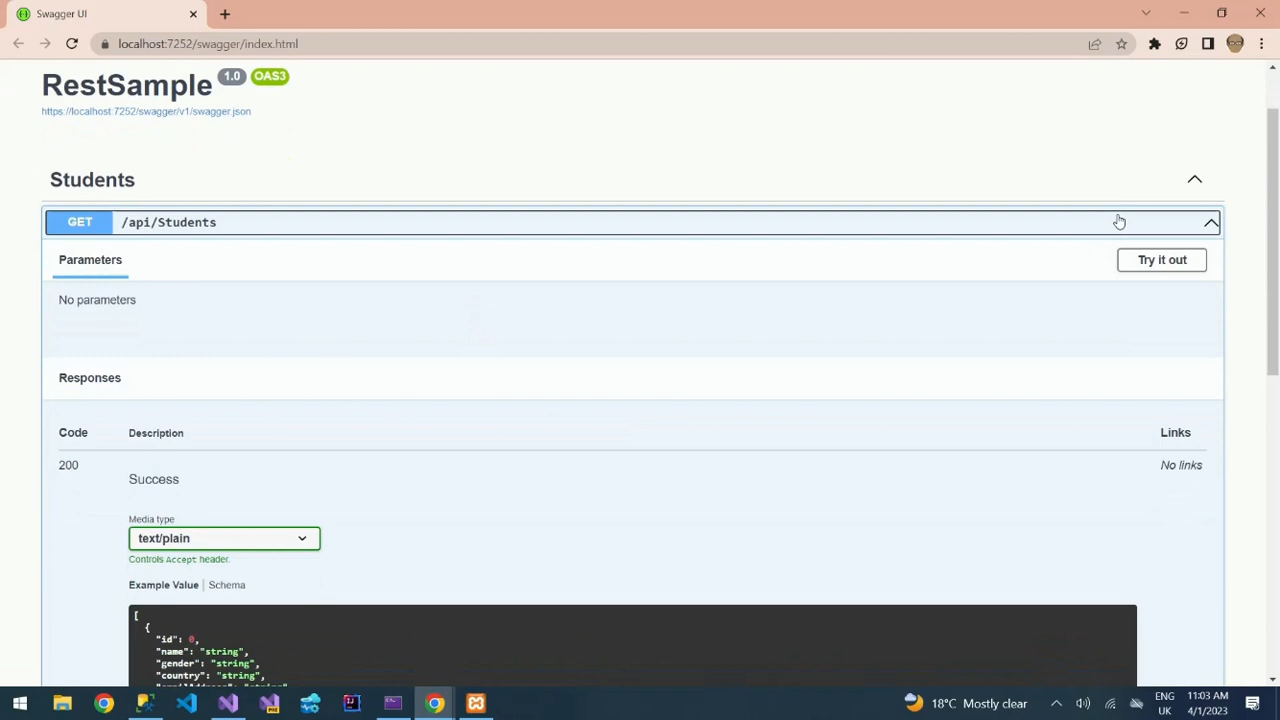 Swagger UI
localhost:7252/swagger/index.html
RestSample 1.0 OAS3
https://localhost:7252/swagger/v1/swagger.json
Students
GET /api/Students
Parameters
Try it out
No parameters
Responses
Code Description Links
200 Success No links
Media type
text/plain
Controls Accept header.
Example Value | Schema
[
{
"id": 0,
"name": "string",
"gender": "string",
"country": "string",
18°C Mostly clear
ENG
UK
11:03 AM
4/1/2023